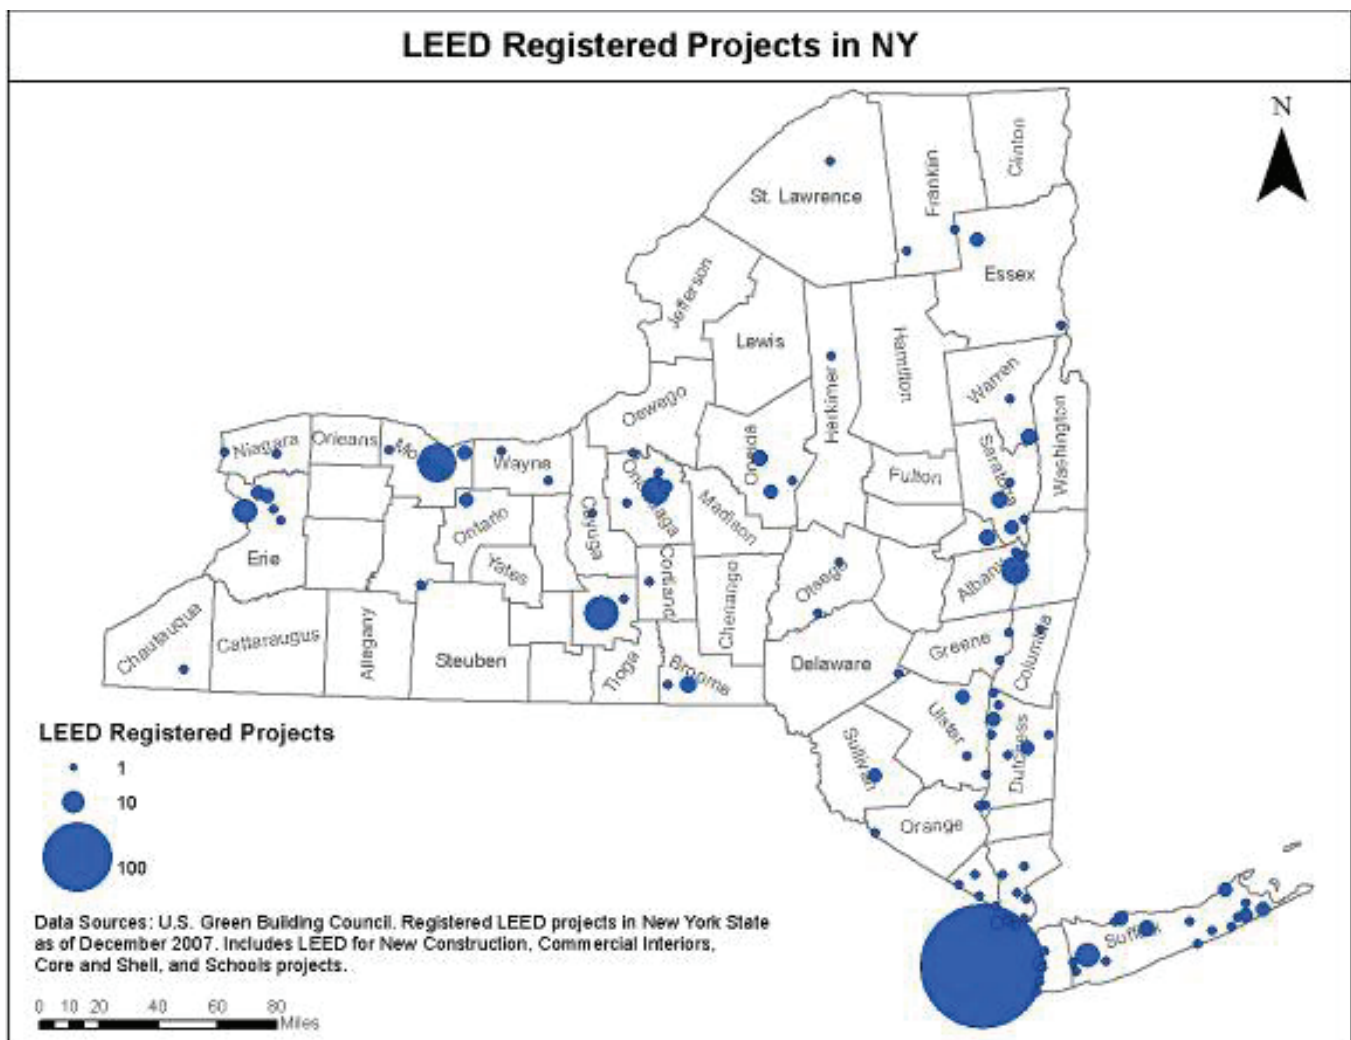 LEED Registered Projects in NY
N
Clinton
Franklin
St. Lawrence
Essex
Jefferson
Lewis
Hamilton
Herkimer
Warren
Washington
Oswego
Oneida
Saratoga
Fulton
Niagara
Orleans
Mo
Wayne
Onondaga
Madison
Cayuga
Ontario
Yates
Erie
Cortland
Chenango
Otsego
Albany
Chautauqua
Cattaraugus
Allegany
Steuben
Tioga
Broome
Delaware
Greene
Columbia
Ulster
Dutchess
Sullivan
Orange
Suffolk
LEED Registered Projects
1
10
100
Data Sources: U.S. Green Building Council. Registered LEED projects in New York State
as of December 2007. Includes LEED for New Construction, Commercial Interiors,
Core and Shell, and Schools projects.
0 10 20 40 60 80
Miles